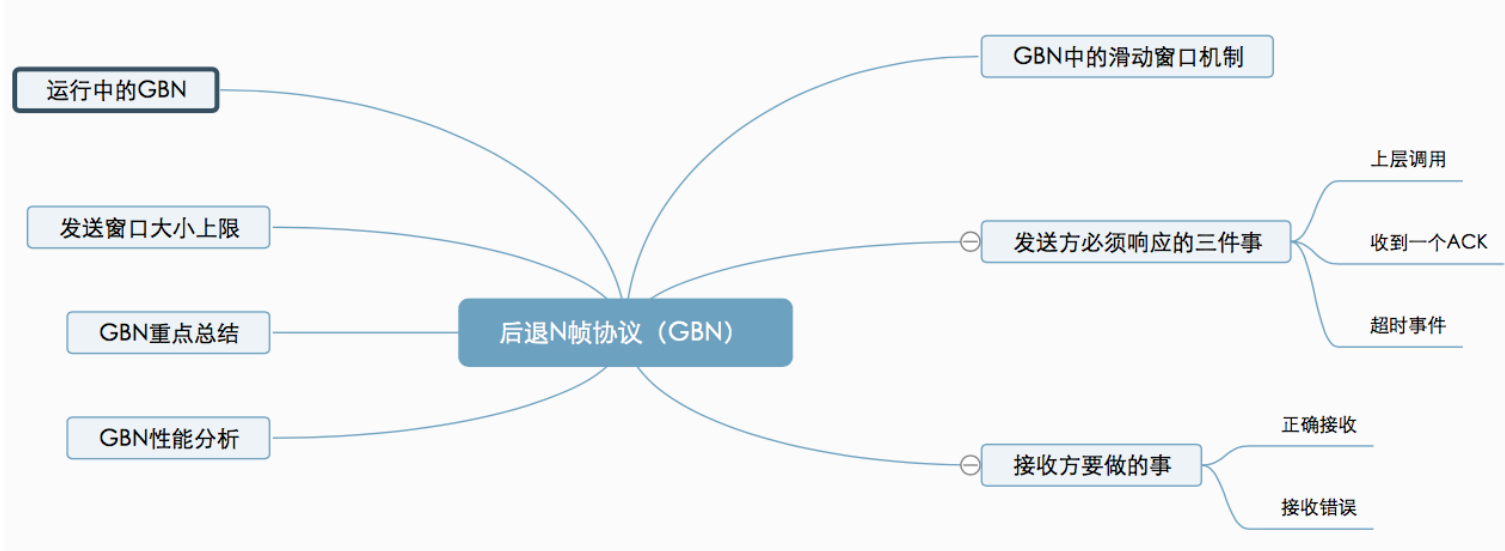 后退N帧协议（GBN）
GBN中的滑动窗口机制
发送方必须响应的三件事
上层调用
收到一个ACK
超时事件
接收方要做的事
正确接收
接收错误
运行中的GBN
发送窗口大小上限
GBN重点总结
GBN性能分析